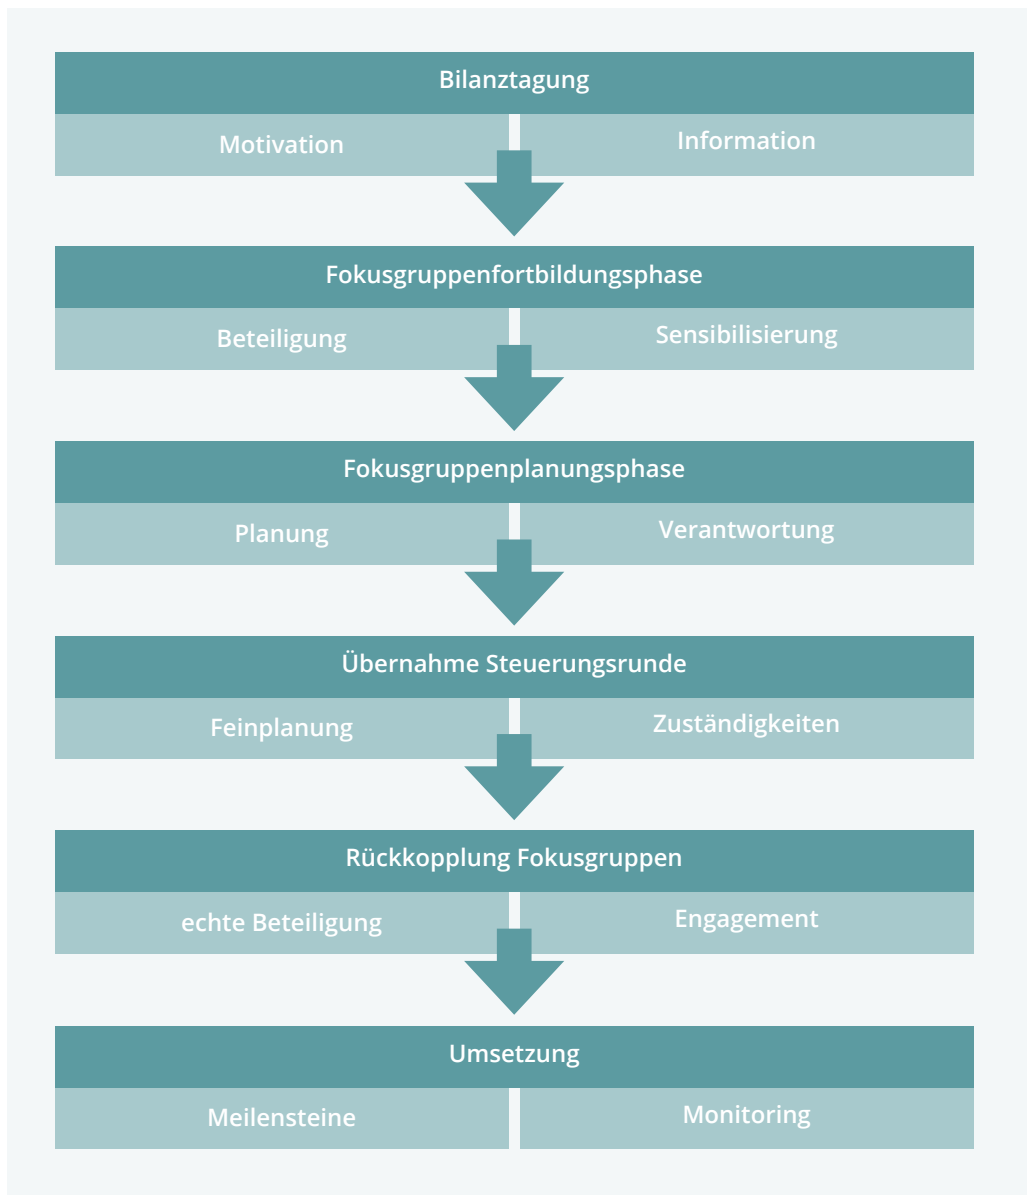 Bilanztagung
Motivation
Information
Fokusgruppenfortbildungsphase
Beteiligung
Sensibilisierung
Fokusgruppenplanungsphase
Planung
Verantwortung
Übernahme Steuerungsrunde
Feinplanung
Zuständigkeiten
Rückkopplung Fokusgruppen
echte Beteiligung
Engagement
Umsetzung
Meilensteine
Monitoring